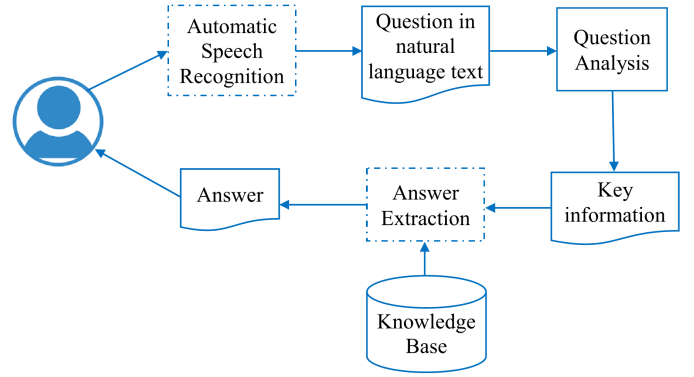 Automatic
Speech
Recognition
Question in
natural
language text
Question
Analysis
Answer
Answer
Extraction
Key
information
Knowledge
Base